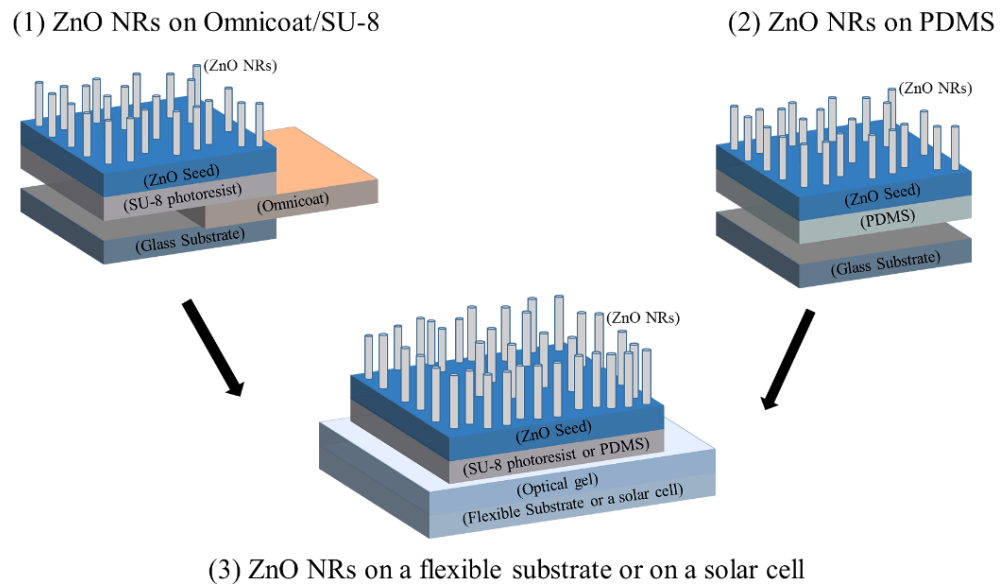 (1) ZnO NRs on Omnicoat/SU-8
(ZnO NRs)
(ZnO Seed)
(SU-8 photoresist)
(Omnicoat)
(Glass Substrate)
(2) ZnO NRs on PDMS
(ZnO NRs)
(ZnO Seed)
(PDMS)
(Glass Substrate)
(ZnO NRs)
(ZnO Seed)
(SU-8 photoresist or PDMS)
(Optical gel)
(Flexible Substrate or a solar cell)
(3) ZnO NRs on a flexible substrate or on a solar cell